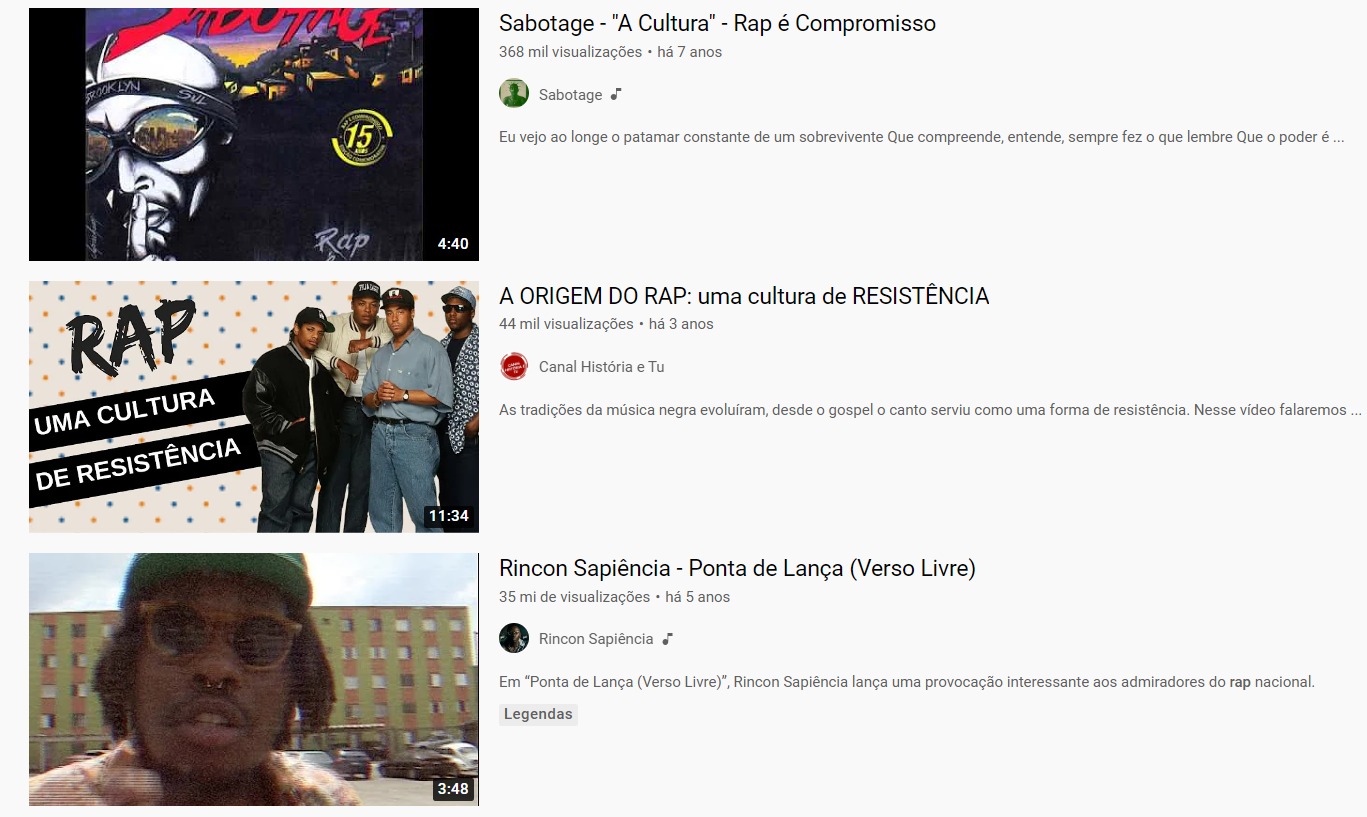 SABOTAGE
BROOKLYN SUL
15
ANOS
Rap
4:40
Sabotage - "A Cultura" - Rap é Compromisso
368 mil visualizações • há 7 anos
Sabotage
Eu vejo ao longe o patamar constante de um sobrevivente Que compreende, entende, sempre fez o que lembre Que o poder é ...
RAP
UMA CULTURA
DE RESISTÊNCIA
11:34
A ORIGEM DO RAP: uma cultura de RESISTÊNCIA
44 mil visualizações • há 3 anos
Canal História e Tu
As tradições da música negra evoluíram, desde o gospel o canto serviu como uma forma de resistência. Nesse vídeo falaremos ...
3:48
Rincon Sapiência - Ponta de Lança (Verso Livre)
35 mi de visualizações • há 5 anos
Rincon Sapiência
Em “Ponta de Lança (Verso Livre)”, Rincon Sapiência lança uma provocação interessante aos admiradores do rap nacional.
Legendas